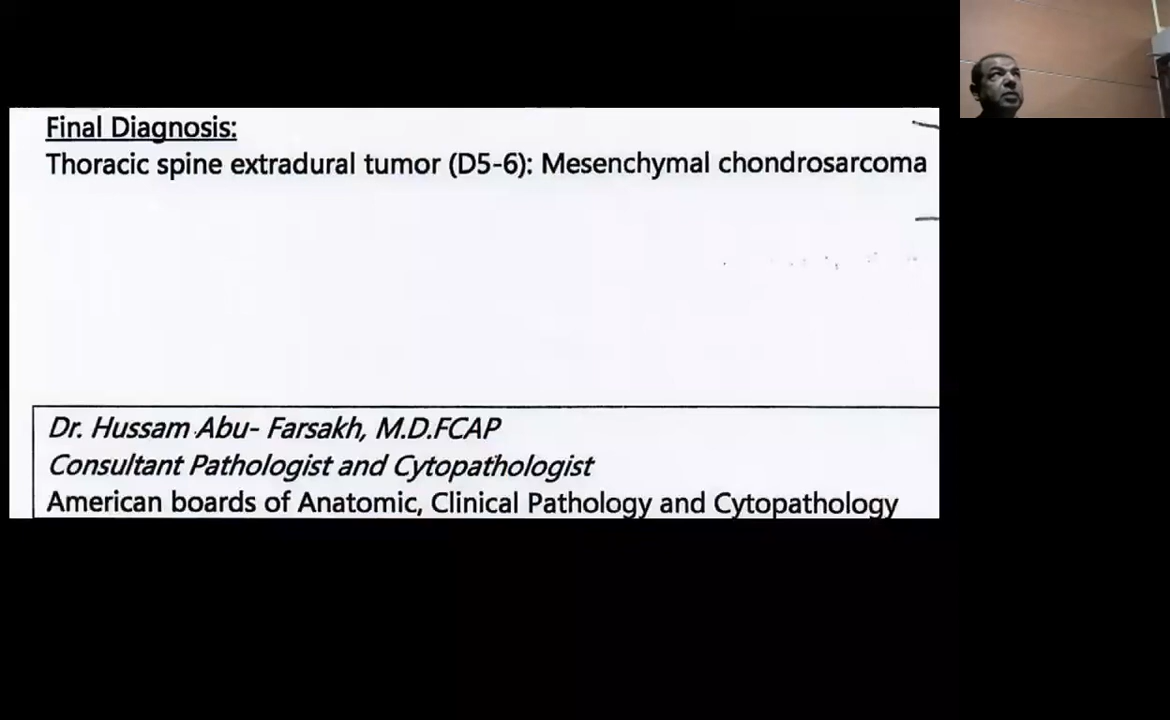 Final Diagnosis:
Thoracic spine extradural tumor (D5-6): Mesenchymal chondrosarcoma
Dr. Hussam Abu- Farsakh, M.D.FCAP
Consultant Pathologist and Cytopathologist
American boards of Anatomic, Clinical Pathology and Cytopathology